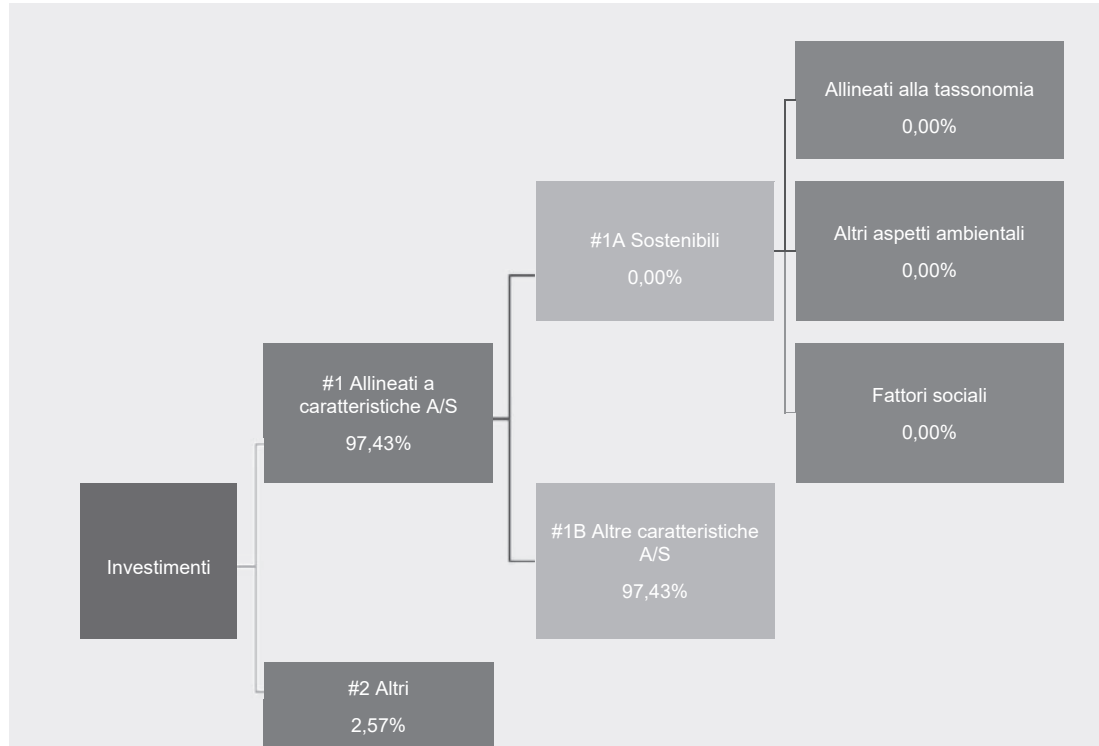 Allineati alla tassonomia
0,00%
#1A Sostenibili
0,00%
Altri aspetti ambientali
0,00%
#1 Allineati a
caratteristiche A/S
97,43%
Fattori sociali
0,00%
Investimenti
#1B Altre caratteristiche
A/S
97,43%
#2 Altri
2,57%